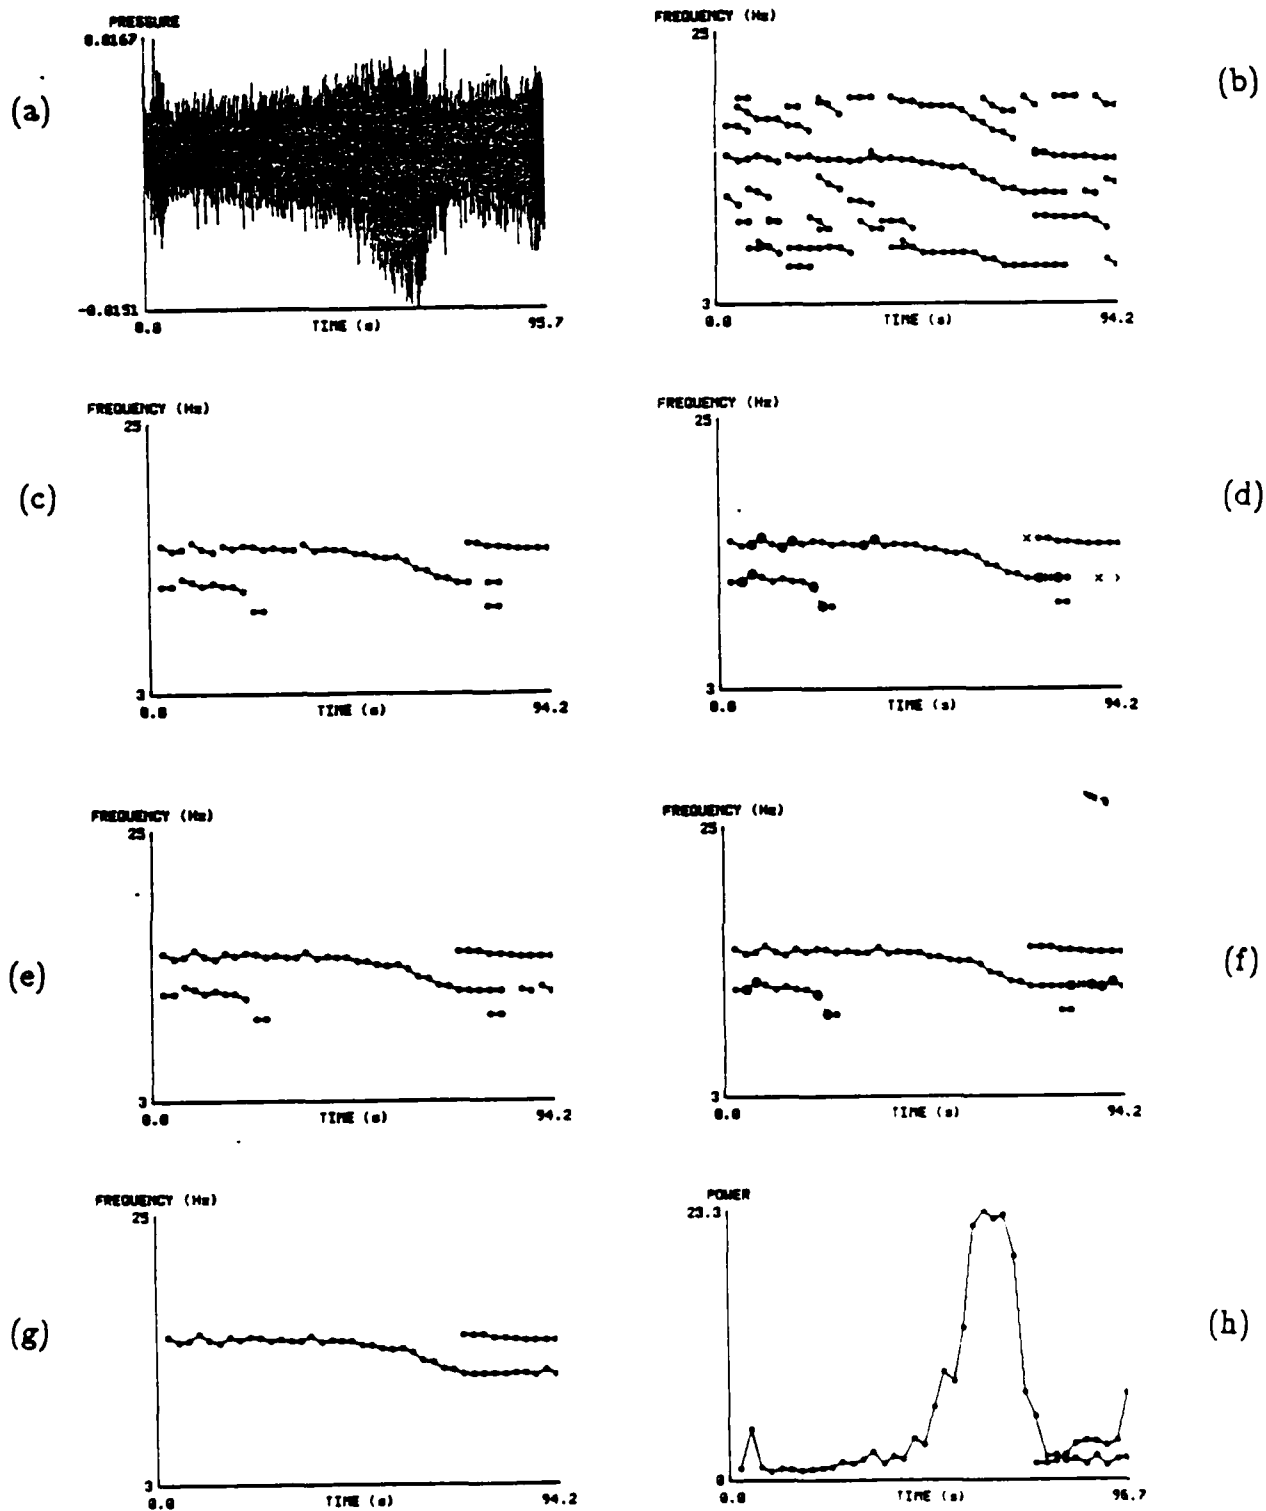 (a)
PRESSURE
0.0167
-0.0151
0.0 TIME (s) 95.7
(b)
FREQUENCY (Hz)
25
3
0.0 TIME (s) 94.2
(c)
FREQUENCY (Hz)
25
3
0.0 TIME (s) 94.2
(d)
FREQUENCY (Hz)
25
3
0.0 TIME (s) 94.2
(e)
FREQUENCY (Hz)
25
3
0.0 TIME (s) 94.2
(f)
FREQUENCY (Hz)
25
3
0.0 TIME (s) 94.2
(g)
FREQUENCY (Hz)
25
3
0.0 TIME (s) 94.2
(h)
POWER
23.3
0
0.0 TIME (s) 96.7